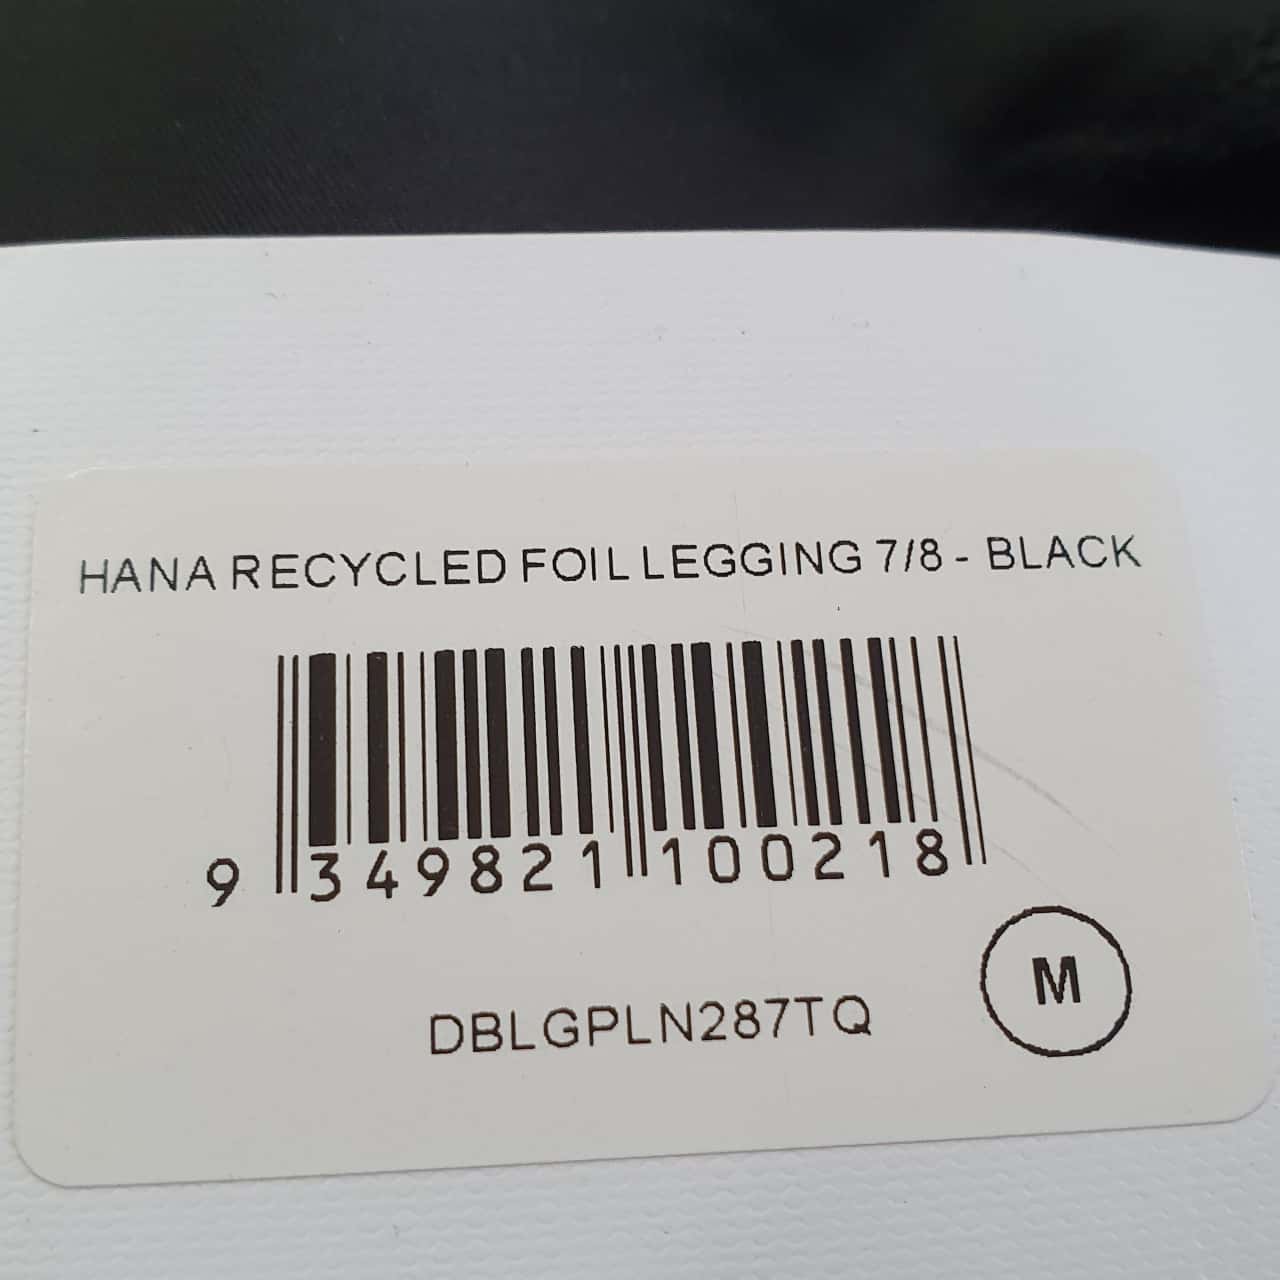 HANA RECYCLED FOIL LEGGING 7/8 - BLACK
9 349821 100218
M
DBLGPLN287TQ